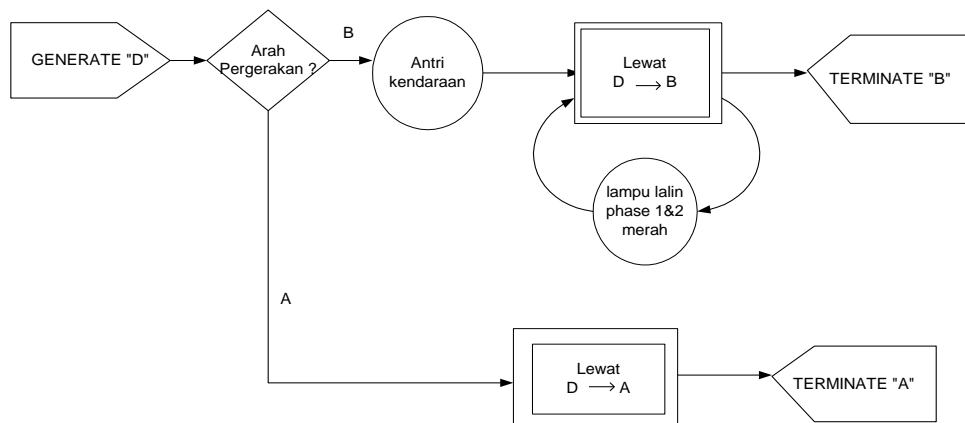 GENERATE "D"
Arah
Pergerakan ?
B
Antri
kendaraan
Lewat
D → B
TERMINATE "B"
lampu lalin
phase 1&2
merah
A
Lewat
D → A
TERMINATE "A"